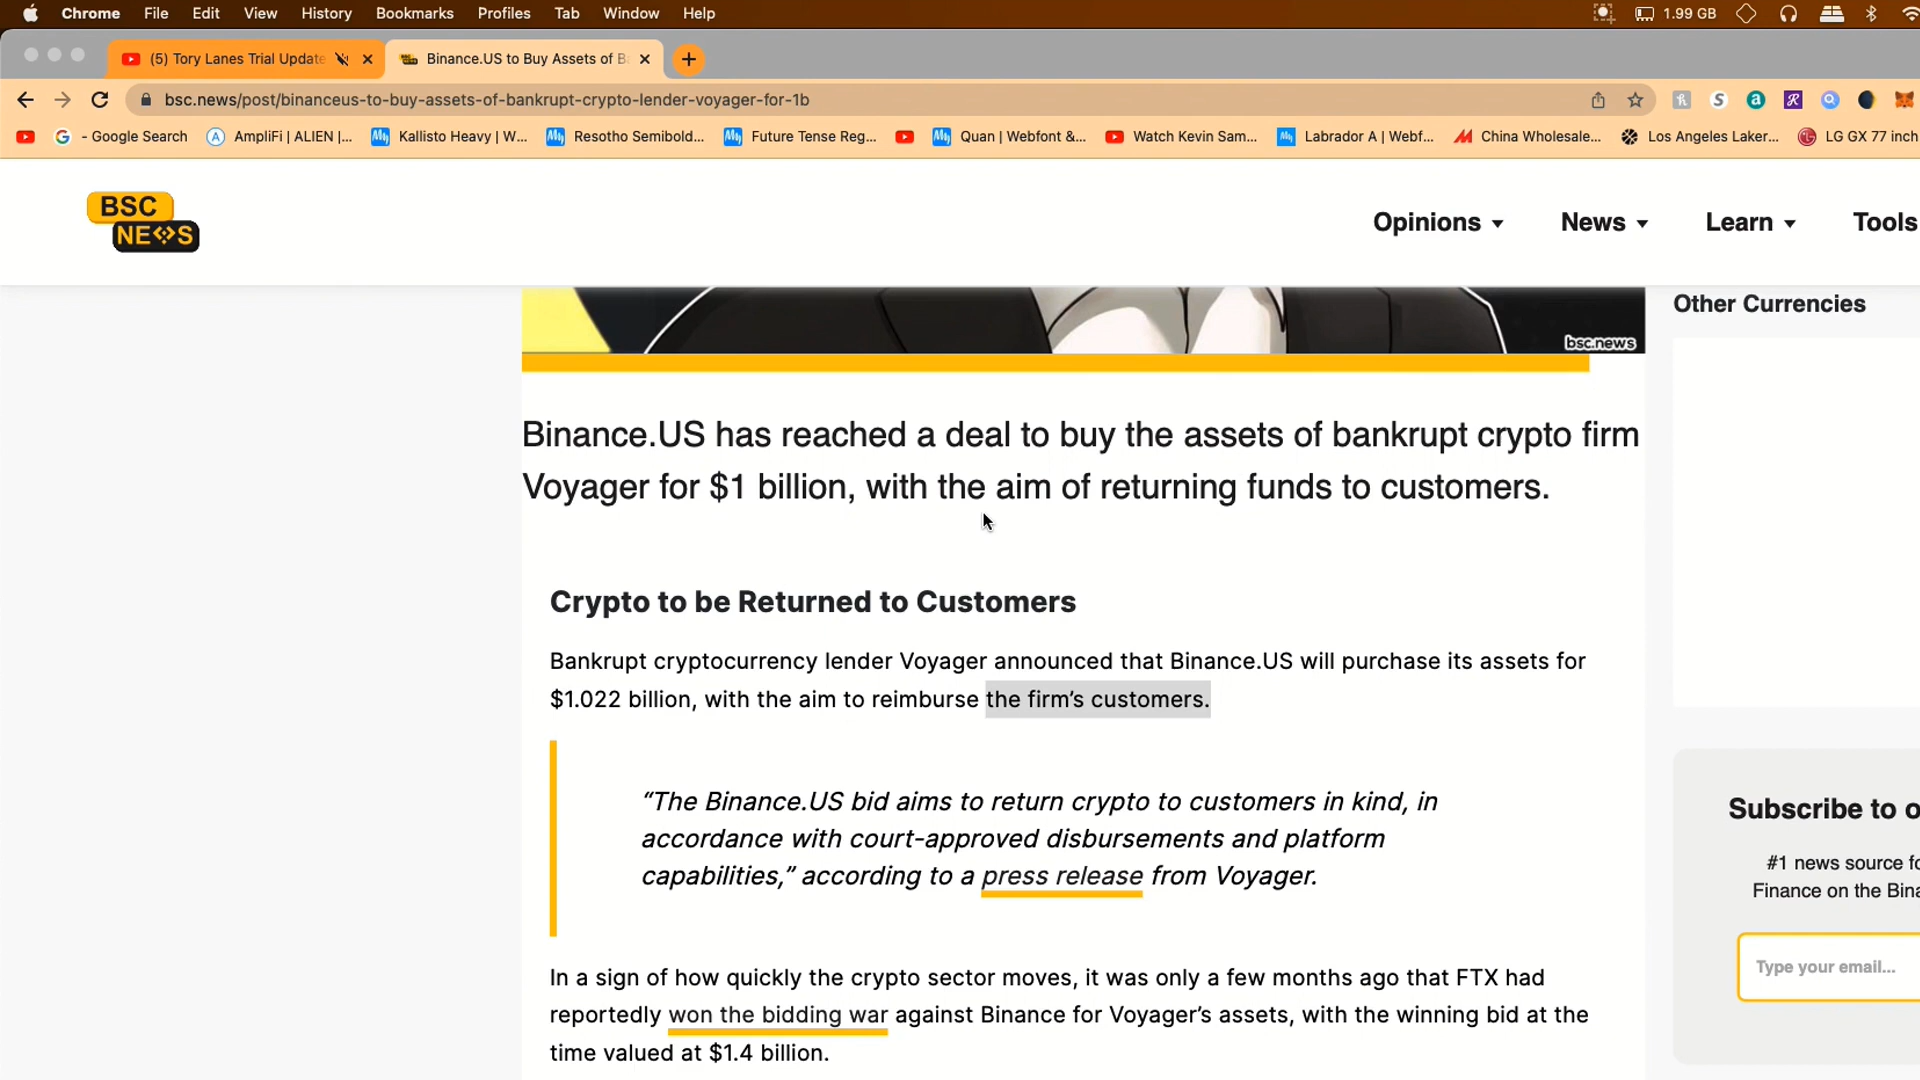 Chrome File Edit View History Bookmarks Profiles Tab Window Help 1.99 GB
(5) Tory Lanes Trial Update Binance.US to Buy Assets of B
bsc.news/post/binanceus-to-buy-assets-of-bankrupt-crypto-lender-voyager-for-1b
- Google Search AmpliFi | ALIEN |... Kallisto Heavy | W... Resotho Semibold... Future Tense Reg... Quan | Webfont &... Watch Kevin Sam... Labrador A | Webf... China Wholesale... Los Angeles Laker... LG GX 77 inch
BSC
NEWS
Opinions News Learn Tools
bsc.news
Other Currencies
Binance.US has reached a deal to buy the assets of bankrupt crypto firm
Voyager for $1 billion, with the aim of returning funds to customers.
Crypto to be Returned to Customers
Bankrupt cryptocurrency lender Voyager announced that Binance.US will purchase its assets for
$1.022 billion, with the aim to reimburse the firm’s customers.
“The Binance.US bid aims to return crypto to customers in kind, in
accordance with court-approved disbursements and platform
capabilities,” according to a press release from Voyager.
In a sign of how quickly the crypto sector moves, it was only a few months ago that FTX had
reportedly won the bidding war against Binance for Voyager’s assets, with the winning bid at the
time valued at $1.4 billion.
Subscribe to o
#1 news source fo
Finance on the Bina
Type your email...